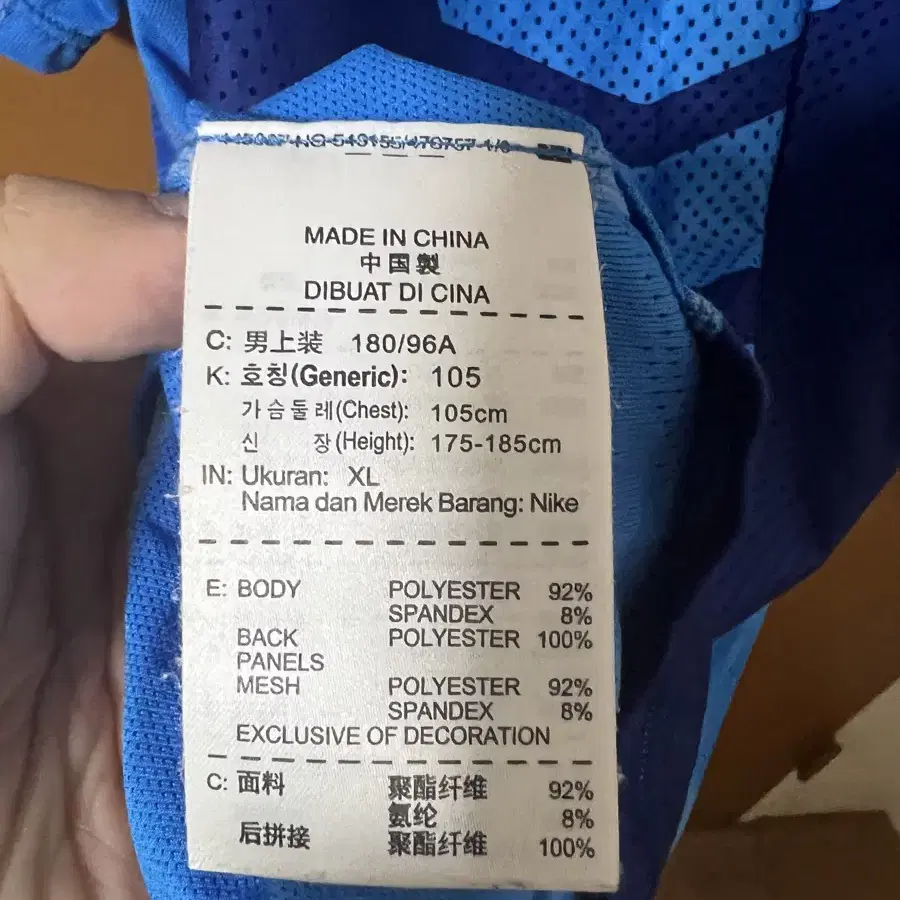 MADE IN CHINA
中国製
DIBUAT DI CINA
C: 男上装 180/96A
K: 호칭(Generic): 105
가슴둘레(Chest): 105cm
신 장(Height): 175-185cm
IN: Ukuran: XL
Nama dan Merek Barang: Nike
E: BODY POLYESTER 92%
SPANDEX 8%
BACK POLYESTER 100%
PANELS
MESH POLYESTER 92%
SPANDEX 8%
EXCLUSIVE OF DECORATION
C: 面料 聚酯纤维 92%
氨纶 8%
后拼接 聚酯纤维 100%